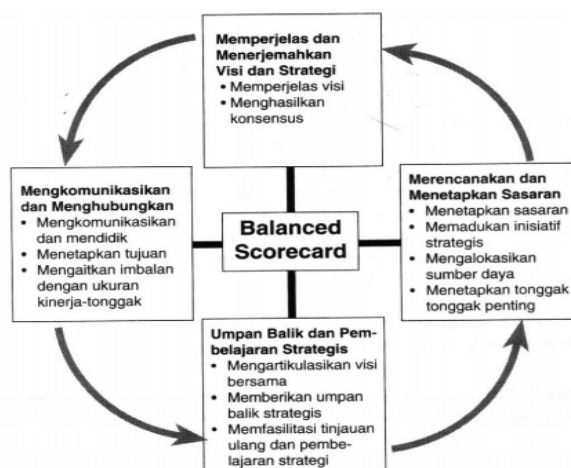 Memperjelas dan
Menerjemahkan
Visi dan Strategi
• Memperjelas visi
• Menghasilkan
konsensus
Mengkomunikasikan
dan Menghubungkan
• Mengkomunikasikan
dan mendidik
• Menetapkan tujuan
• Mengaitkan imbalan
dengan ukuran
kinerja-tonggak
Balanced
Scorecard
Merencanakan dan
Menetapkan Sasaran
• Menetapkan sasaran
• Memadukan inisiatif
strategis
• Mengalokasikan
sumber daya
• Menetapkan tonggak
tonggak penting
Umpan Balik dan Pem-
belajaran Strategis
• Mengartikulasikan visi
bersama
• Memberikan umpan
balik strategis
• Memfasilitasi tinjauan
ulang dan pembe-
lajaran strategi